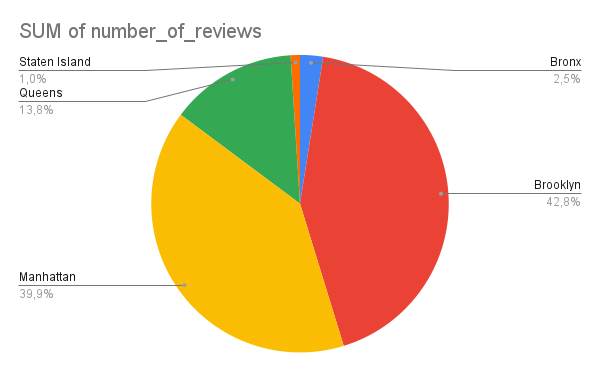 SUM of number_of_reviews
Staten Island
1,0%
Queens
13,8%
Manhattan
39,9%
Bronx
2,5%
Brooklyn
42,8%